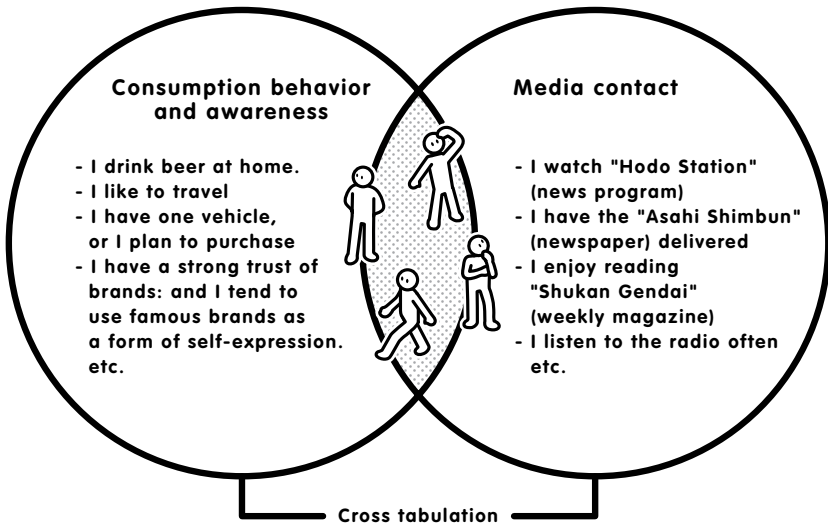 Consumption behavior
and awareness
- I drink beer at home.
- I like to travel
- I have one vehicle,
or I plan to purchase
- I have a strong trust of
brands: and I tend to
use famous brands as
a form of self-expression.
etc.
Media contact
- I watch "Hodo Station"
(news program)
- I have the "Asahi Shimbun"
(newspaper) delivered
- I enjoy reading
"Shukan Gendai"
(weekly magazine)
- I listen to the radio often
etc.
Cross tabulation